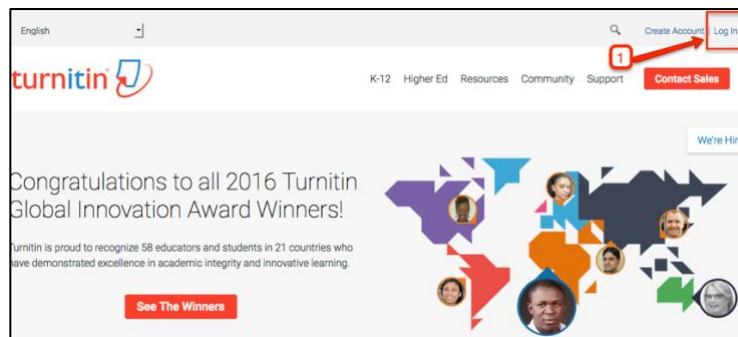 English
Create Account | Log In
1
turnitin
K-12 Higher Ed Resources Community Support Contact Sales
We're Hir
Congratulations to all 2016 Turnitin
Global Innovation Award Winners!
Turnitin is proud to recognize 58 educators and students in 21 countries who
have demonstrated excellence in academic integrity and innovative learning.
See The Winners